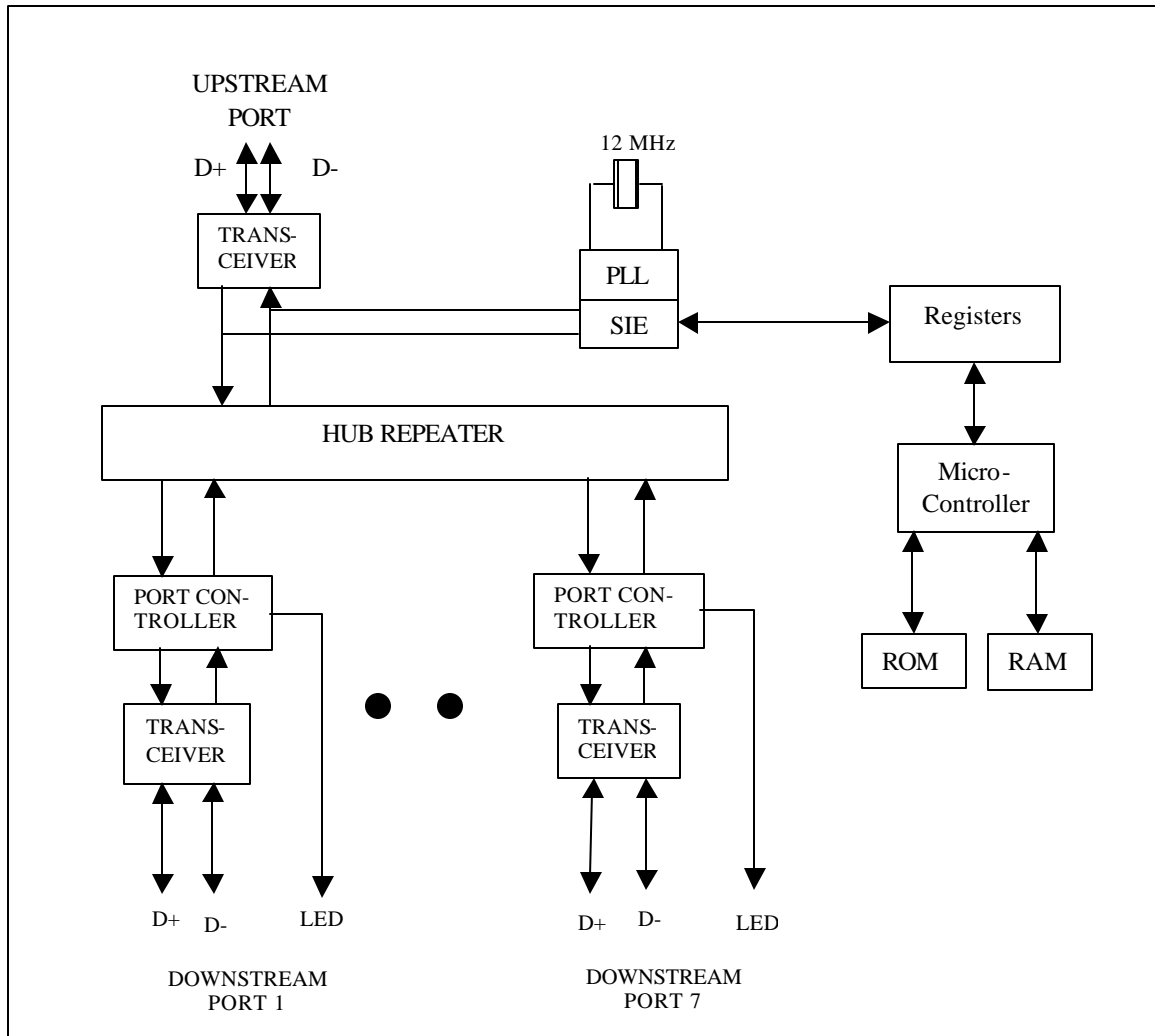 UPSTREAM
PORT
D+
D-
12 MHz
TRANS-
CEIVER
PLL
SIE
Registers
HUB REPEATER
Micro-
Controller
PORT CON-
TROLLER
PORT CON-
TROLLER
ROM
RAM
TRANS-
CEIVER
TRANS-
CEIVER
D+
D-
LED
D+
D-
LED
DOWNSTREAM
PORT 1
DOWNSTREAM
PORT 7